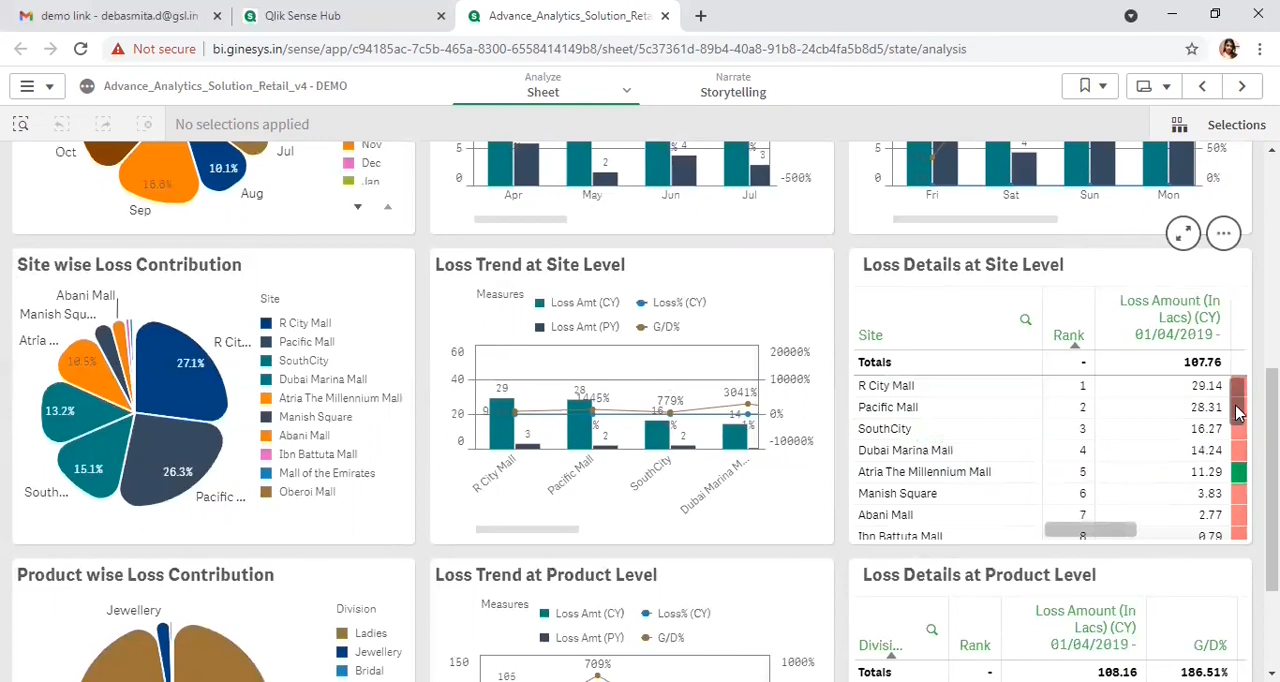 demo link - debasmita.d@gsl.in
Qlik Sense Hub
Advance_Analytics_Solution_Reta
Not secure
bi.ginesys.in/sense/app/c94185ac-7c5b-465a-8300-6958414149b8/sheet/5c37361d-89b4-40a8-91b8-24cb4fa5b8d5/state/analysis
Advance_Analytics_Solution_Retail_v4 - DEMO
Analyze
Sheet
Narrate
Storytelling
No selections applied
Selections
Oct
Sep
16.6%
10.1%
Aug
Jul
Nov
Dec
Jan
5
0
2
4
3
-500%
Apr
May
Jun
Jul
5
0
4
50%
0%
Fri
Sat
Sun
Mon
Site wise Loss Contribution
Abani Mall
Manish Squ...
Atria ...
10.5%
13.2%
15.1%
South...
27.1%
R Cit...
26.3%
Pacific ...
Site
R City Mall
Pacific Mall
SouthCity
Dubai Marina Mall
Atria The Millennium Mall
Manish Square
Abani Mall
Ibn Battuta Mall
Mall of the Emirates
Oberoi Mall
Loss Trend at Site Level
Measures
Loss Amt (CY)
Loss% (CY)
Loss Amt (PY)
G/D%
60
40
20
0
29
3
28
2
16
779%
2
14
3041%
1%
20000%
10000%
0%
-10000%
R City Mall
Pacific Mall
SouthCity
Dubai Marina M...
Loss Details at Site Level
Site
Rank
Loss Amount (In
Lacs) (CY)
01/04/2019 -
Totals - 107.76
R City Mall 1 29.14
Pacific Mall 2 28.31
SouthCity 3 16.27
Dubai Marina Mall 4 14.24
Atria The Millennium Mall 5 11.29
Manish Square 6 3.83
Abani Mall 7 2.77
Ibn Battuta Mall 8 0.79
Product wise Loss Contribution
Jewellery
Division
Ladies
Jewellery
Bridal
Loss Trend at Product Level
Measures
Loss Amt (CY)
Loss% (CY)
Loss Amt (PY)
G/D%
150
105
709%
1000%
Loss Details at Product Level
Divisi...
Rank
Loss Amount (In
Lacs) (CY)
01/04/2019 -
G/D%
Totals - 108.16 186.51%